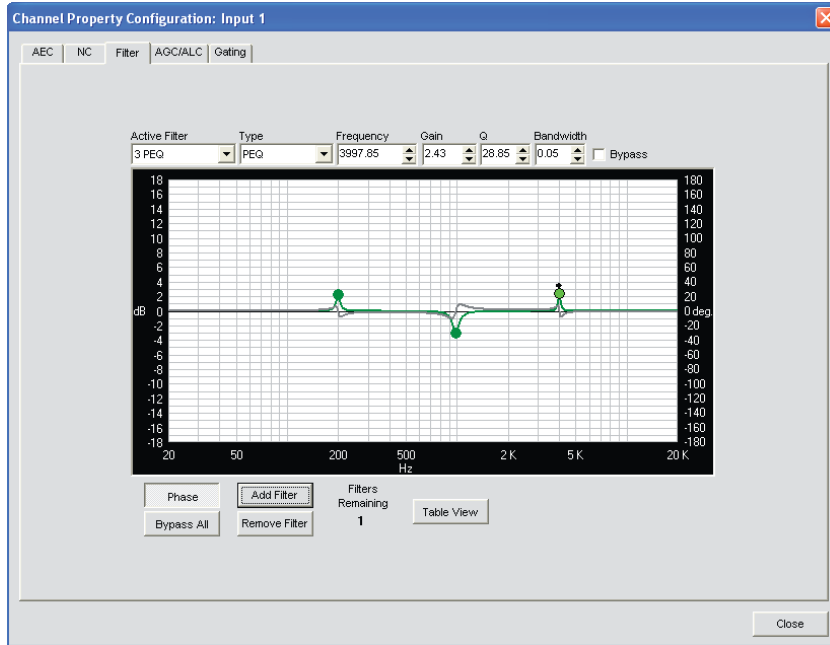 Channel Property Configuration: Input 1
AEC NC Filter AGC/ALC Gating
Active Filter Type Frequency Gain Q Bandwidth
3 PEQ PEQ 3997.85 2.43 28.85 0.05 Bypass
18 180
16 160
14 140
12 120
10 100
8 80
6 60
4 40
2 20
dB 0 0 deg.
-2 -20
-4 -40
-6 -60
-8 -80
-10 -100
-12 -120
-14 -140
-16 -160
-18 -180
20 50 200 500 2 K 5 K 20 K
Hz
Phase Add Filter Filters
Remaining
Bypass All Remove Filter 1 Table View
Close